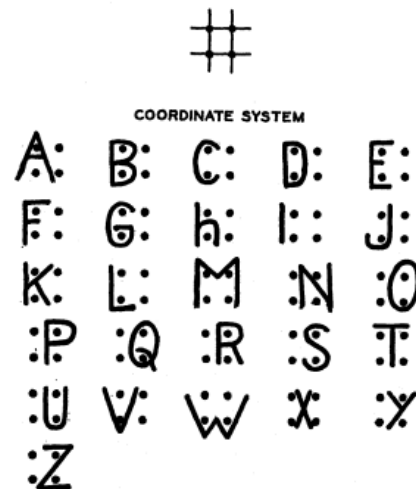 COORDINATE SYSTEM
A B C D E
F G h I J
K L M N O
P Q R S T
U V W X Y
Z